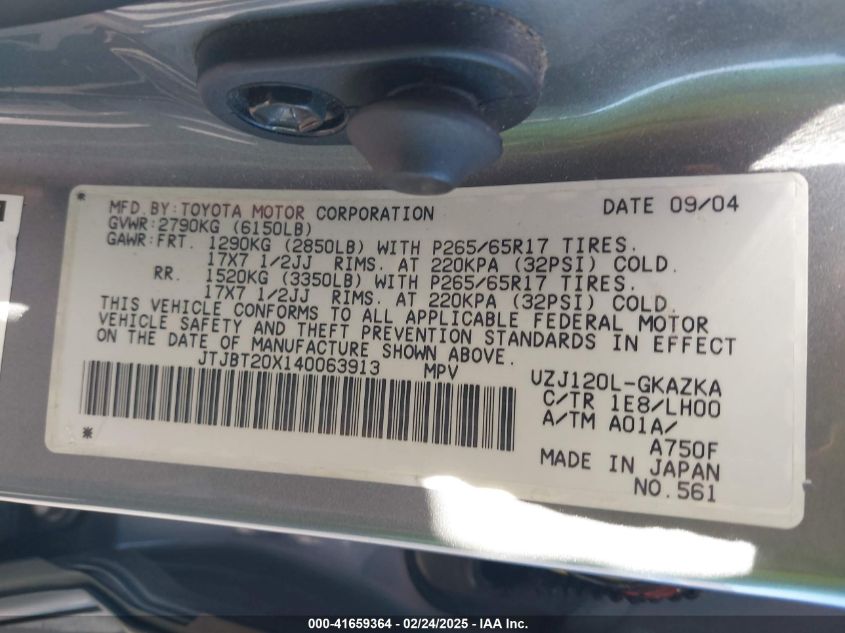 MFD. BY: TOYOTA MOTOR CORPORATION DATE 09/04
GVWR: 2790KG (6150LB)
GAWR: FRT. 1290KG (2850LB) WITH P265/65R17 TIRES.
17X7 1/2JJ RIMS. AT 220KPA (32PSI) COLD.
RR. 1520KG (3350LB) WITH P265/65R17 TIRES.
17X7 1/2JJ RIMS. AT 220KPA (32PSI) COLD.
THIS VEHICLE CONFORMS TO ALL APPLICABLE FEDERAL MOTOR
VEHICLE SAFETY AND THEFT PREVENTION STANDARDS IN EFFECT
ON THE DATE OF MANUFACTURE SHOWN ABOVE.
JTJBT20X140063913 MPV
UZJ120L-GKAZKA
C/TR 1E8/LH00
A/TM A01A/
A750F
MADE IN JAPAN
NO. 561
000-41659364 - 02/24/2025 - IAA Inc.